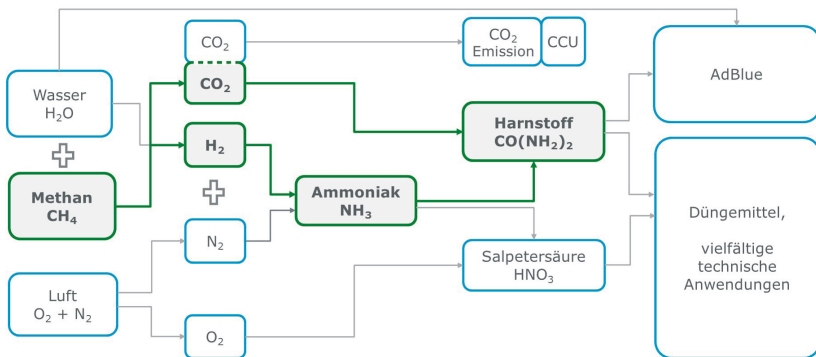 CO₂
CO₂
Emission
CCU
AdBlue
Wasser
H₂O
CO₂
Harnstoff
CO(NH₂)₂
H₂
Methan
CH₄
Ammoniak
NH₃
Düngemittel,
vielfältige
technische
Anwendungen
N₂
Salpetersäure
HNO₃
Luft
O₂ + N₂
O₂